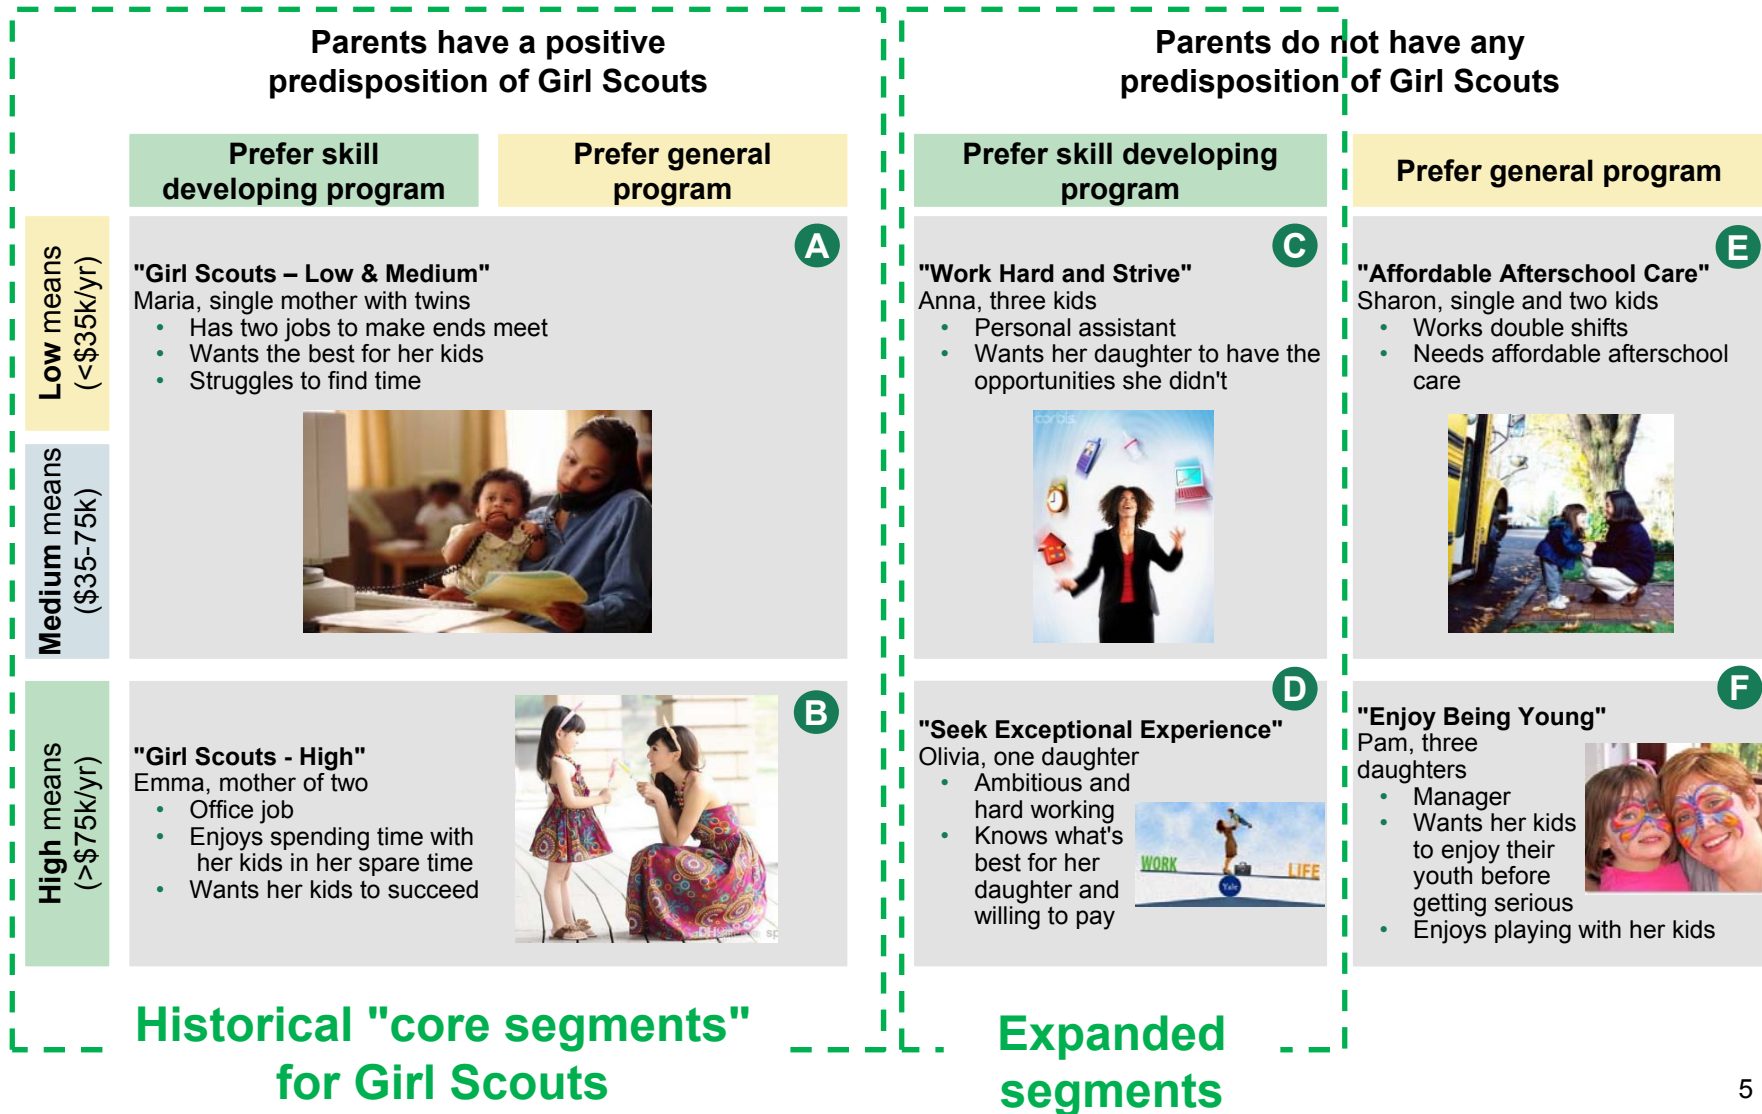 Parents have a positive
predisposition of Girl Scouts
Parents do not have any
predisposition of Girl Scouts
Prefer skill
developing program
Prefer general
program
Prefer skill developing
program
Prefer general program
Low means
(<$35k/yr)
Medium means
($35-75k)
High means
(>$75k/yr)
A
"Girl Scouts – Low & Medium"
Maria, single mother with twins
• Has two jobs to make ends meet
• Wants the best for her kids
• Struggles to find time
C
"Work Hard and Strive"
Anna, three kids
• Personal assistant
• Wants her daughter to have the
opportunities she didn't
corbis.
E
"Affordable Afterschool Care"
Sharon, single and two kids
• Works double shifts
• Needs affordable afterschool
care
B
"Girl Scouts - High"
Emma, mother of two
• Office job
• Enjoys spending time with
her kids in her spare time
• Wants her kids to succeed
D
"Seek Exceptional Experience"
Olivia, one daughter
• Ambitious and
hard working
• Knows what's
best for her
daughter and
willing to pay
WORK
LIFE
Yale
F
"Enjoy Being Young"
Pam, three
daughters
• Manager
• Wants her kids
to enjoy their
youth before
getting serious
• Enjoys playing with her kids
Historical "core segments"
for Girl Scouts
Expanded
segments
5